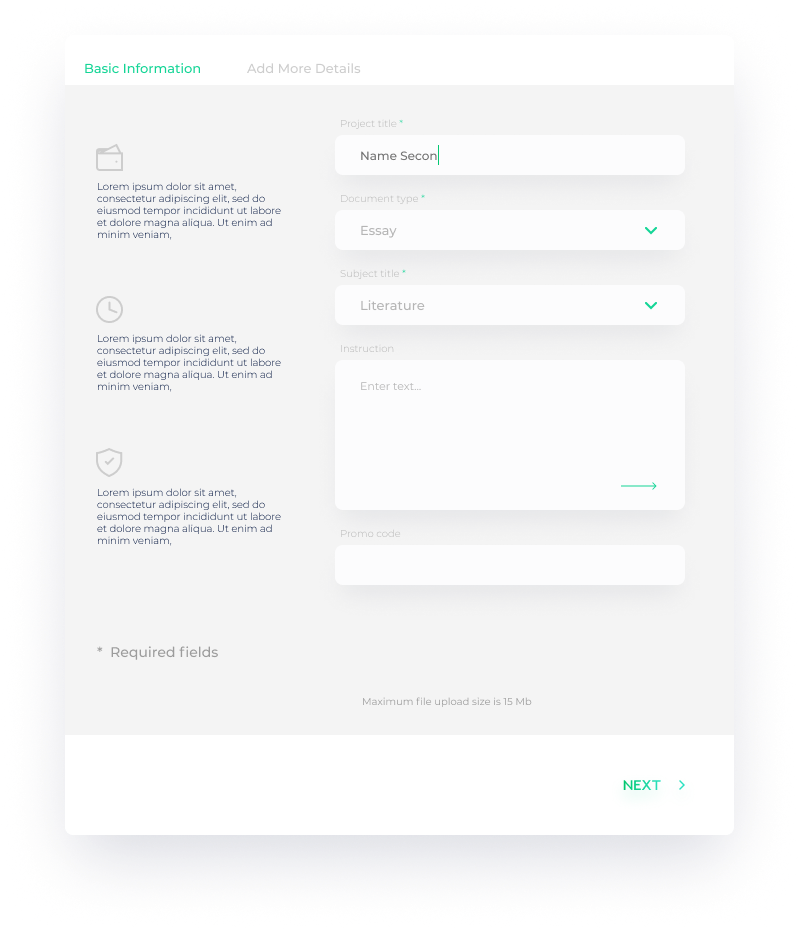 Basic Information
Add More Details
Lorem ipsum dolor sit amet,
consectetur adipiscing elit, sed do
eiusmod tempor incididunt ut labore
et dolore magna aliqua. Ut enim ad
minim veniam,
Lorem ipsum dolor sit amet,
consectetur adipiscing elit, sed do
eiusmod tempor incididunt ut labore
et dolore magna aliqua. Ut enim ad
minim veniam,
Lorem ipsum dolor sit amet,
consectetur adipiscing elit, sed do
eiusmod tempor incididunt ut labore
et dolore magna aliqua. Ut enim ad
minim veniam,
Project title *
Name Secon
Document type *
Essay
Subject title *
Literature
Instruction
Enter text...
Promo code
* Required fields
Maximum file upload size is 15 Mb
NEXT